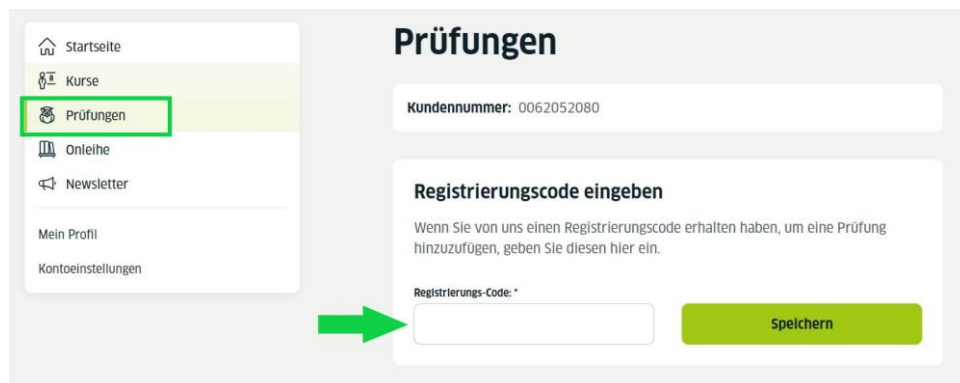 Startseite
Kurse
Prüfungen
Onleihe
Newsletter
Mein Profil
Kontoeinstellungen
Prüfungen
Kundennummer: 0062052080
Registrierungscode eingeben
Wenn Sie von uns einen Registrierungscode erhalten haben, um eine Prüfung
hinzuzufügen, geben Sie diesen hier ein.
Registrierungs-Code: *
Speichern